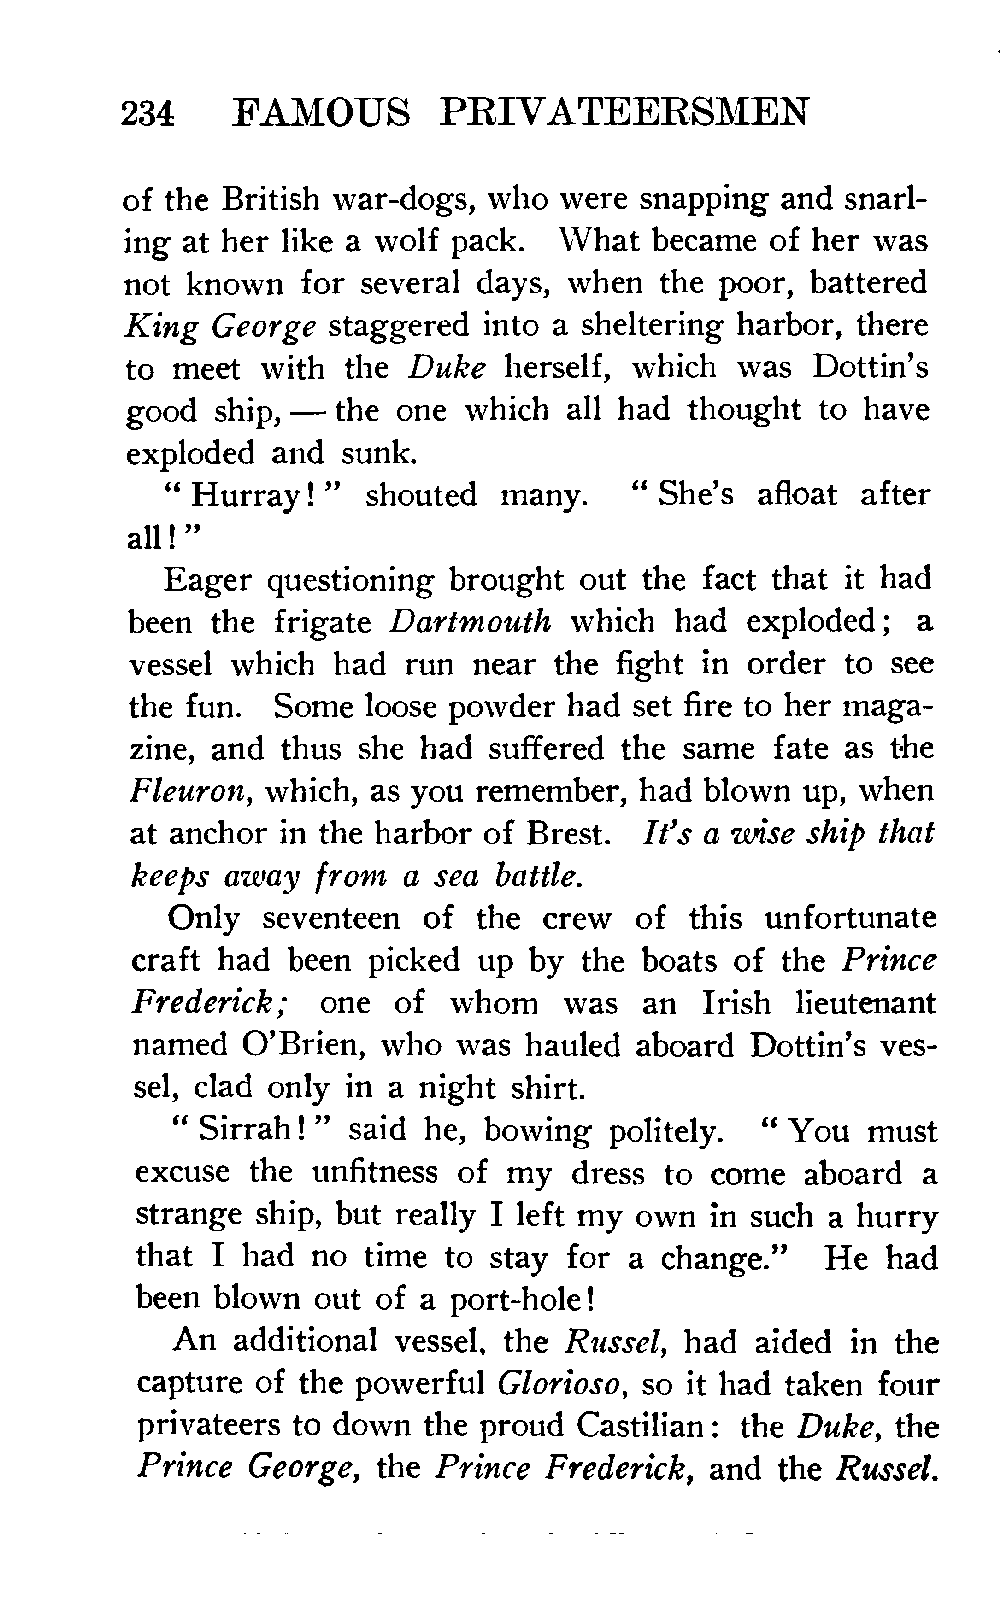 234 FAMOUS PRIVATEERSMEN
of the British war-dogs, who were snapping and snarl-
ing at her like a wolf pack. What became of her was
not known for several days, when the poor, battered
King George staggered into a sheltering harbor, there
to meet with the Duke herself, which was Dottin's
good ship, — the one which all had thought to have
exploded and sunk.
“ Hurray! ” shouted many. “ She's afloat after
all! ”
Eager questioning brought out the fact that it had
been the frigate Dartmouth which had exploded; a
vessel which had run near the fight in order to see
the fun. Some loose powder had set fire to her maga-
zine, and thus she had suffered the same fate as the
Fleuron, which, as you remember, had blown up, when
at anchor in the harbor of Brest. It's a wise ship that
keeps away from a sea battle.
Only seventeen of the crew of this unfortunate
craft had been picked up by the boats of the Prince
Frederick; one of whom was an Irish lieutenant
named O'Brien, who was hauled aboard Dottin's ves-
sel, clad only in a night shirt.
“ Sirrah! ” said he, bowing politely. “ You must
excuse the unfitness of my dress to come aboard a
strange ship, but really I left my own in such a hurry
that I had no time to stay for a change.” He had
been blown out of a port-hole!
An additional vessel, the Russel, had aided in the
capture of the powerful Glorioso, so it had taken four
privateers to down the proud Castilian: the Duke, the
Prince George, the Prince Frederick, and the Russel.